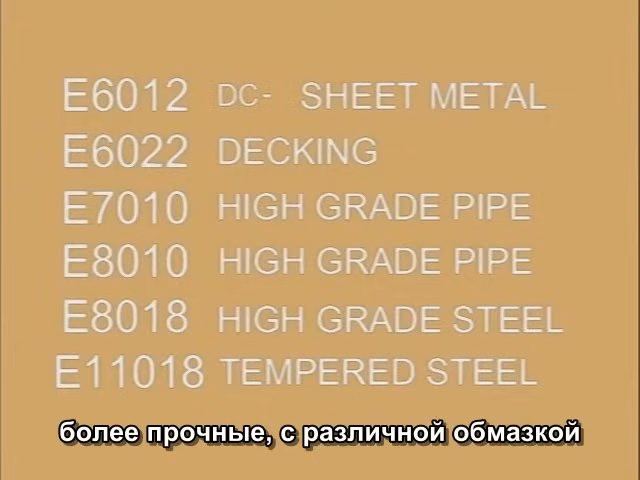 E6012 DC- SHEET METAL
E6022 DECKING
E7010 HIGH GRADE PIPE
E8010 HIGH GRADE PIPE
E8018 HIGH GRADE STEEL
E11018 TEMPERED STEEL
более прочные, с различной обмазкой